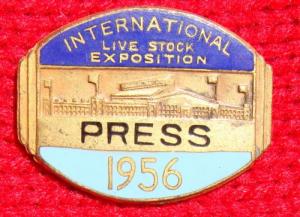 INTERNATIONAL
LIVE STOCK
EXPOSITION
PRESS
1956